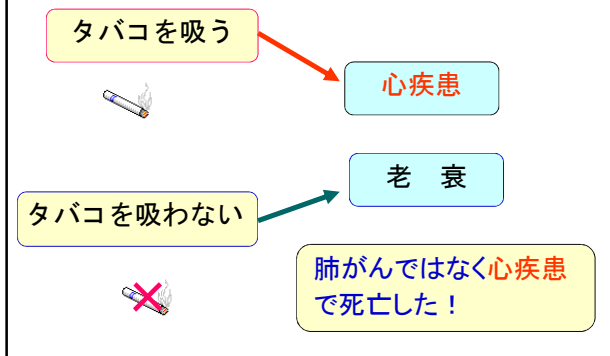 タバコを吸う
心疾患
老　衰
タバコを吸わない
肺がんではなく心疾患
で死亡した！